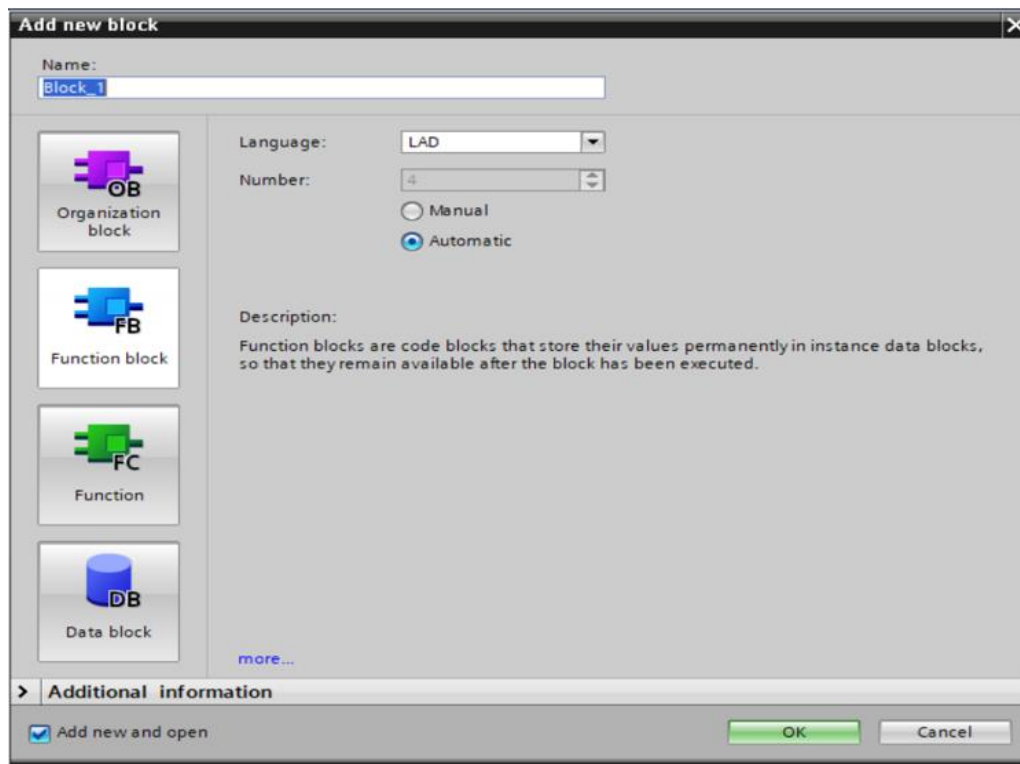 Add new block
Name:
Block_1
OB
Organization
block
FB
Function block
FC
Function
DB
Data block
Language:
LAD
Number:
4
Manual
Automatic
Description:
Function blocks are code blocks that store their values permanently in instance data blocks,
so that they remain available after the block has been executed.
more...
Additional information
Add new and open
OK
Cancel